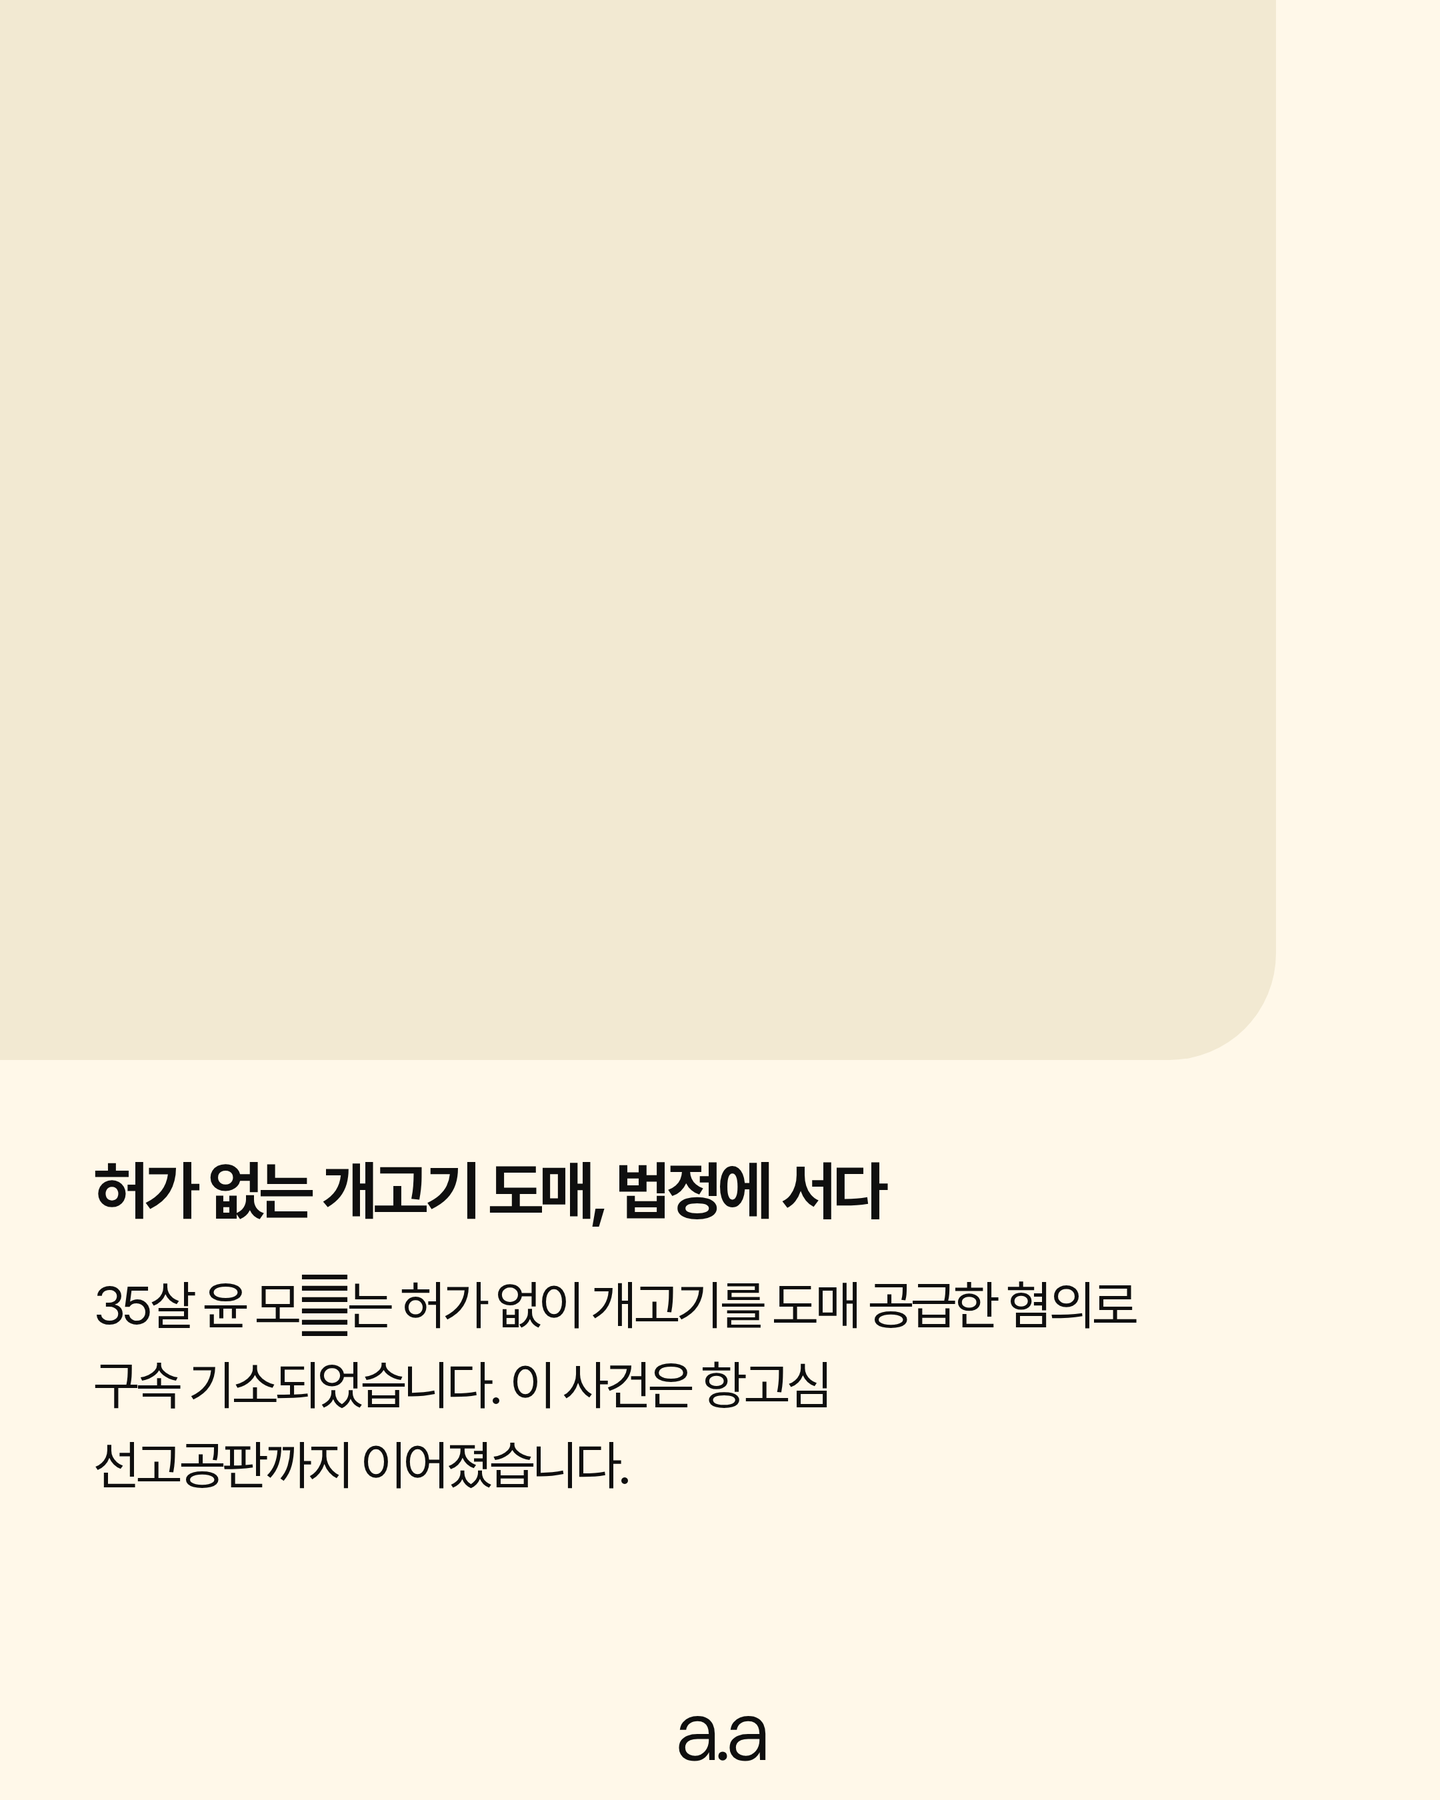 허가 없는 개고기 도매, 법정에 서다
35살 윤 모는 허가 없이 개고기를 도매 공급한 혐의로
구속 기소되었습니다. 이 사건은 항고심
선고공판까지 이어졌습니다.
a.a